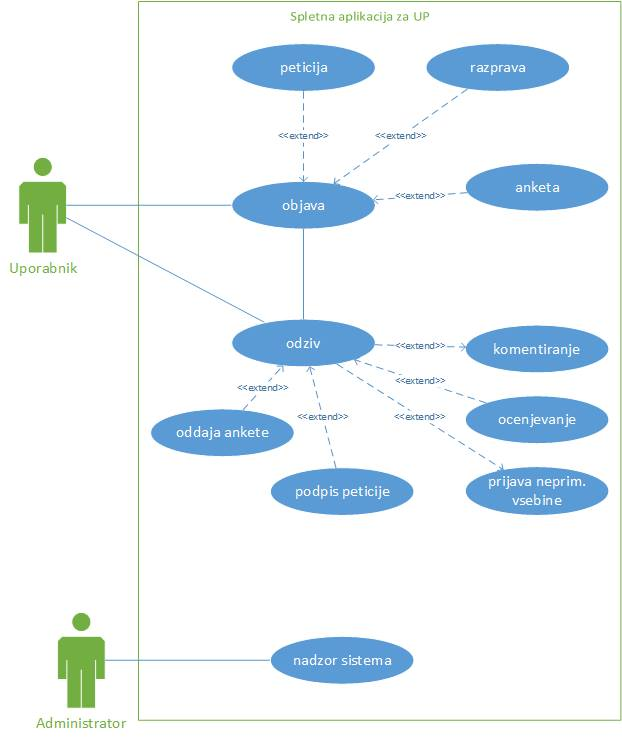 Spletna aplikacija za UP
peticija
razprava
<<extend>>
<<extend>>
anketa
<<extend>>
objava
Uporabnik
odziv
<<extend>>
komentiranje
<<extend>>
<<extend>>
ocenjevanje
<<extend>>
<<extend>>
oddaja ankete
podpis peticije
prijava neprim.
vsebine
nadzor sistema
Administrator